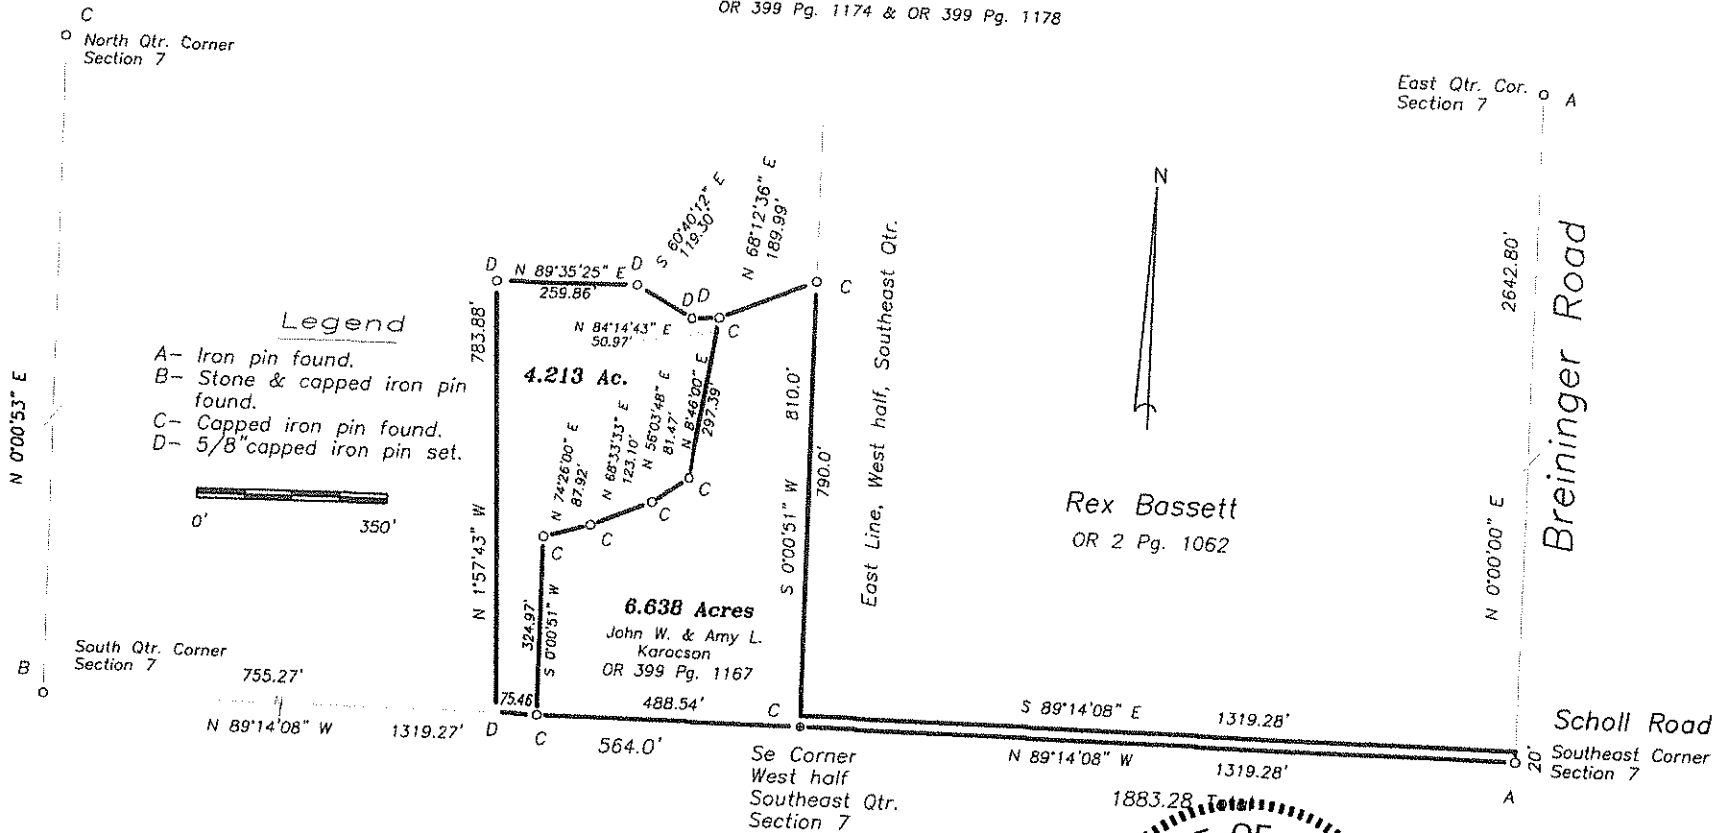 OR 399 Pg. 1174 & OR 399 Pg. 1178
C
North Qtr. Corner
Section 7
East Qtr. Cor.
Section 7
A
N
N 0°00'53" E
Legend
A- Iron pin found.
B- Stone & capped iron pin
found.
C- Capped iron pin found.
D- 5/8"capped iron pin set.
0'
350'
D
N 89°35'25" E
259.86'
D
S 60°40'12" E
119.30'
N 68°12'36" E
189.99'
D
D
C
C
N 84°14'43" E
50.97'
783.88'
N 1°57'43" W
4.213 Ac.
N 74°26'00" E
87.92'
N 68°33'33" E
123.10'
N 56°03'48" E
81.47'
N 8°46'00" E
297.39'
C
C
C
C
324.97'
S 0°00'51" W
6.638 Acres
John W. & Amy L.
Karacson
OR 399 Pg. 1167
S 0°00'51" W
810.0'
790.0'
East Line, West half, Southeast Qtr.
Rex Bassett
OR 2 Pg. 1062
2642.80'
N 0°00'00" E
Breininger Road
B
South Qtr. Corner
Section 7
755.27'
N 89°14'08" W
1319.27'
75.46
488.54'
D
C
564.0'
C
Se Corner
West half
Southeast Qtr.
Section 7
S 89°14'08" E
1319.28'
N 89°14'08" W
1319.28'
20'
Scholl Road
Southeast Corner
Section 7
A
1883.28 Total
OF